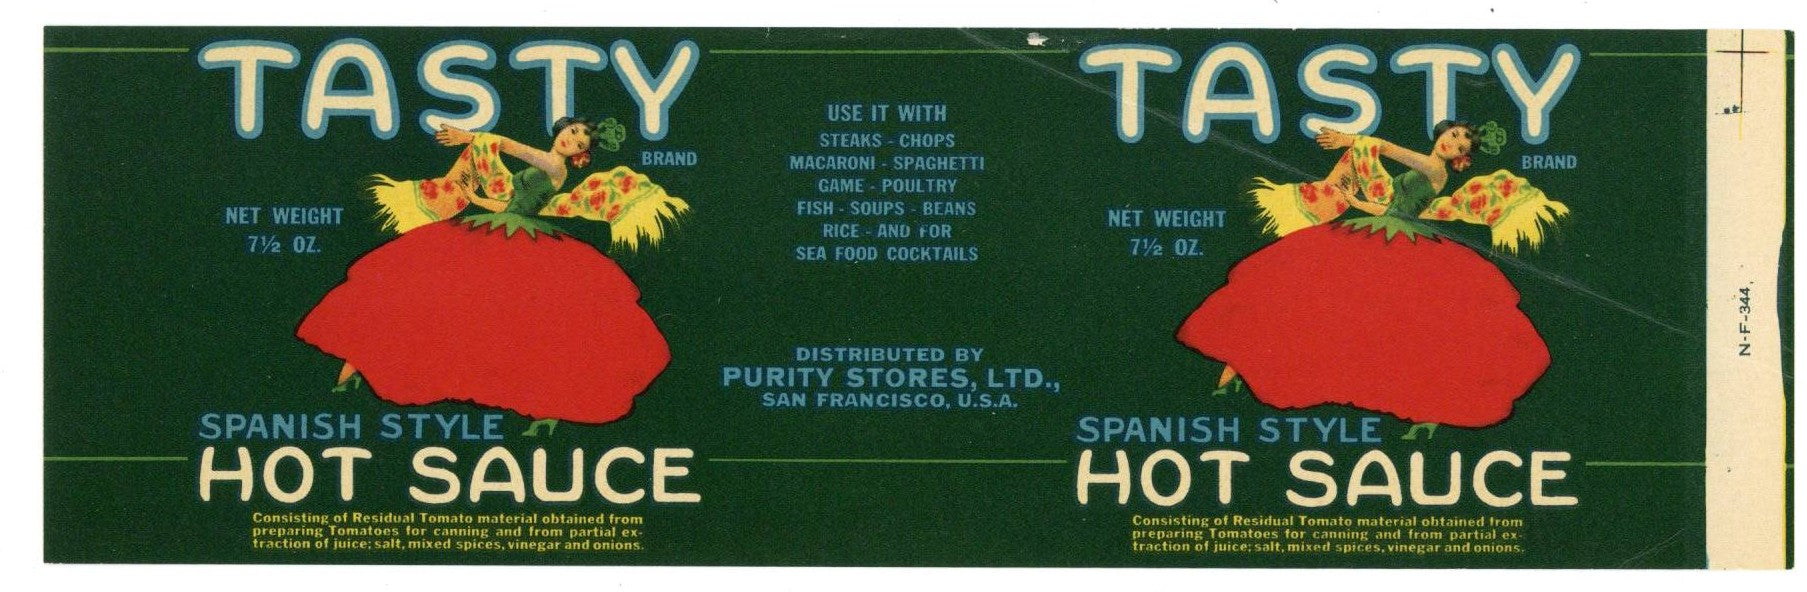 TASTY
BRAND
NET WEIGHT
7½ OZ.
SPANISH STYLE
HOT SAUCE
Consisting of Residual Tomato material obtained from
preparing Tomatoes for canning and from partial ex-
traction of juice; salt, mixed spices, vinegar and onions.
USE IT WITH
STEAKS - CHOPS
MACARONI - SPAGHETTI
GAME - POULTRY
FISH - SOUPS - BEANS
RICE - AND FOR
SEA FOOD COCKTAILS
DISTRIBUTED BY
PURITY STORES, LTD.,
SAN FRANCISCO, U.S.A.
TASTY
BRAND
NET WEIGHT
7½ OZ.
SPANISH STYLE
HOT SAUCE
Consisting of Residual Tomato material obtained from
preparing Tomatoes for canning and from partial ex-
traction of juice; salt, mixed spices, vinegar and onions.
N-F-344,